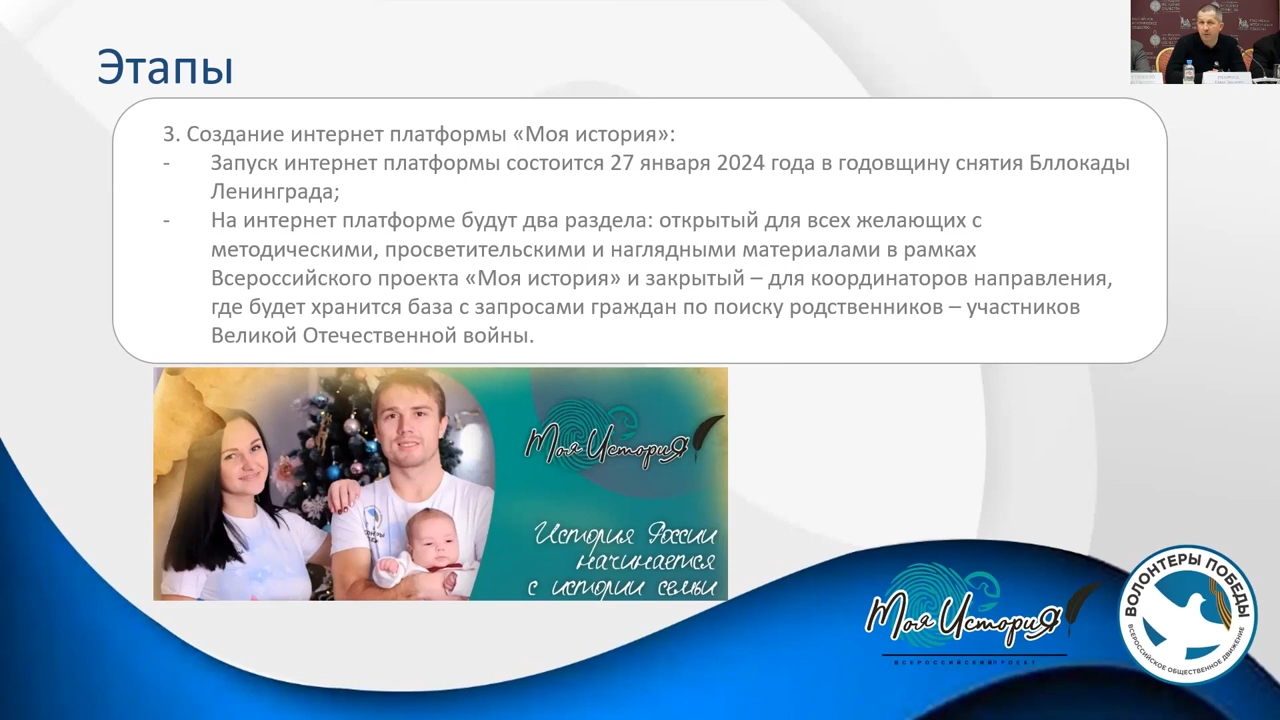 Этапы
3. Создание интернет платформы «Моя история»:
- Запуск интернет платформы состоится 27 января 2024 года в годовщину снятия Бллокады
Ленинграда;
- На интернет платформе будут два раздела: открытый для всех желающих с
методическими, просветительскими и наглядными материалами в рамках
Всероссийского проекта «Моя история» и закрытый – для координаторов направления,
где будет хранится база с запросами граждан по поиску родственников – участников
Великой Отечественной войны.
Моя История
История России
начинается
с истории семьи
Моя История
ВСЕРОССИЙСКИЙ ПРОЕКТ
ВОЛОНТЕРЫ ПОБЕДЫ
ВСЕРОССИЙСКОЕ ОБЩЕСТВЕННОЕ ДВИЖЕНИЕ